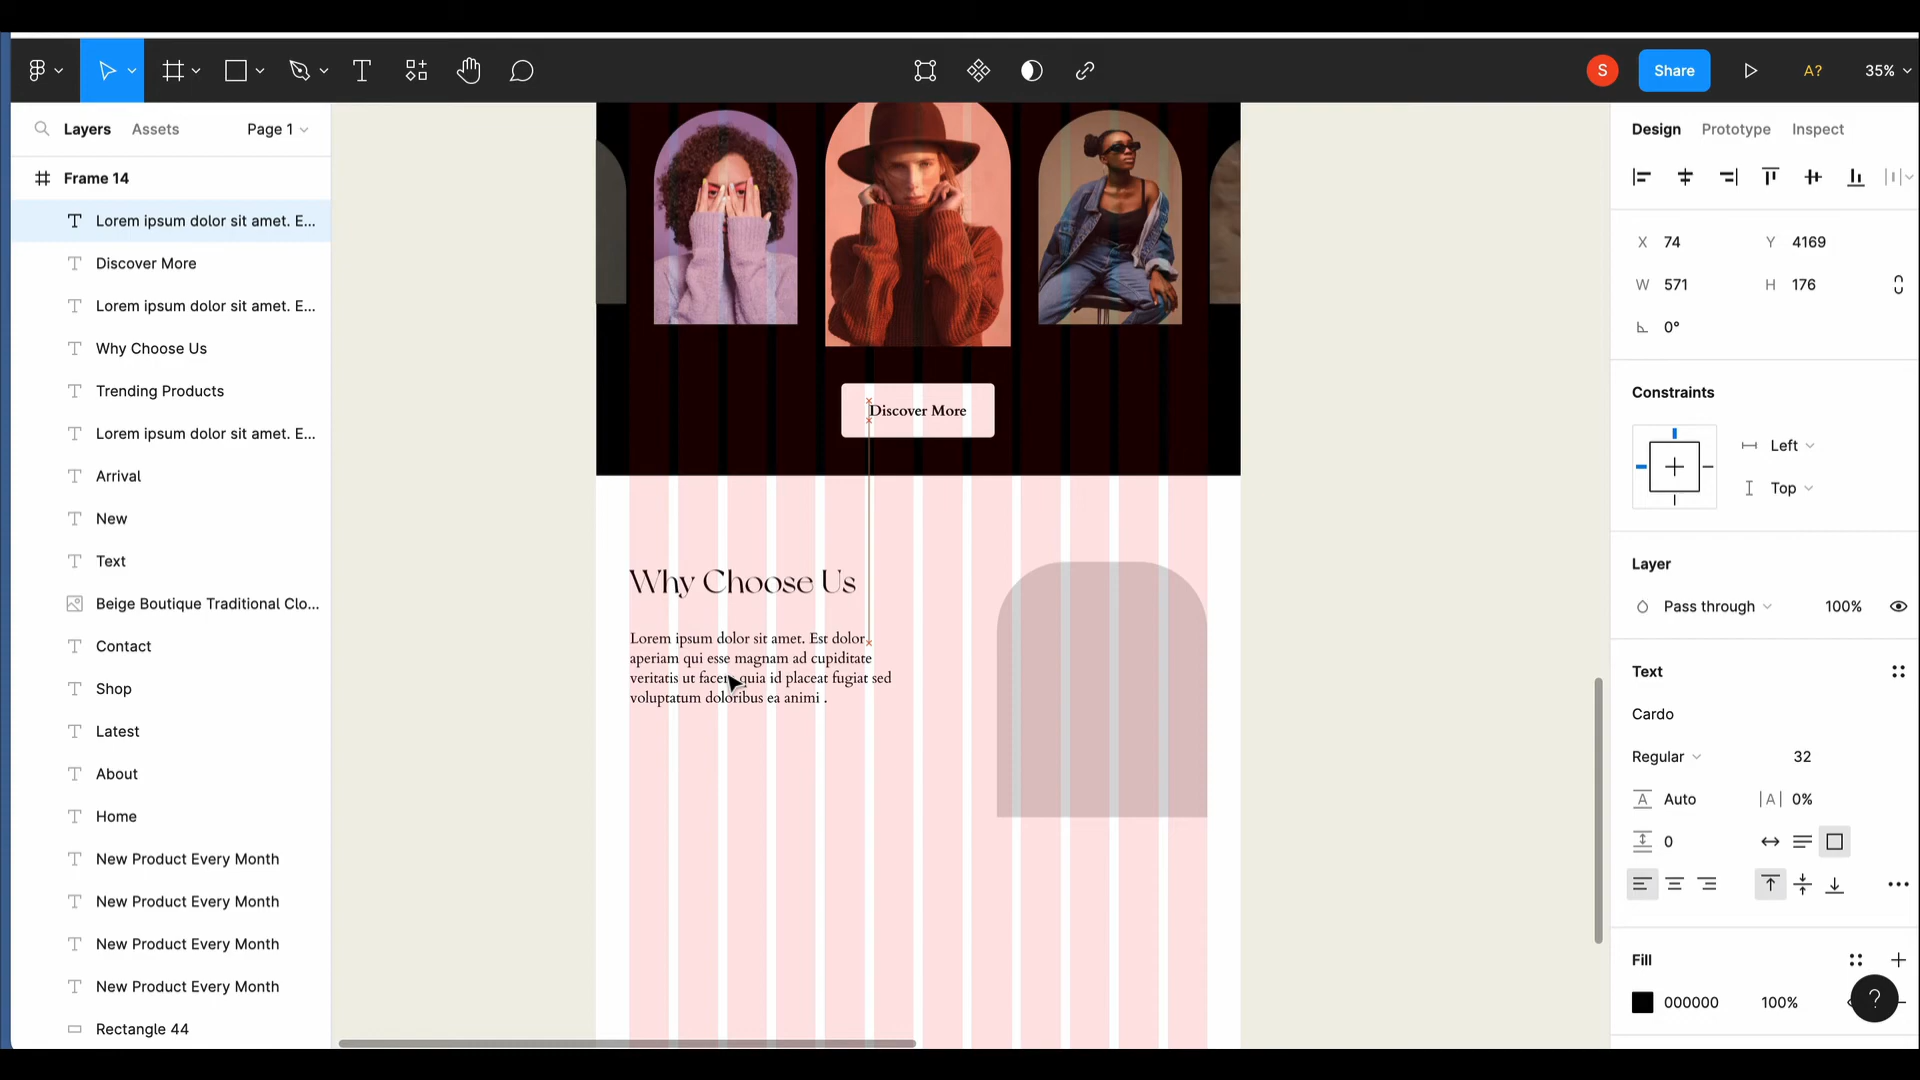 S
Share
A?
35%
Layers
Assets
Page 1
Frame 14
Lorem ipsum dolor sit amet. E...
Discover More
Lorem ipsum dolor sit amet. E...
Why Choose Us
Trending Products
Lorem ipsum dolor sit amet. E...
Arrival
New
Text
Beige Boutique Traditional Clo...
Contact
Shop
Latest
About
Home
New Product Every Month
New Product Every Month
New Product Every Month
New Product Every Month
Rectangle 44
Discover More
Why Choose Us
Lorem ipsum dolor sit amet. Est dolor
aperiam qui esse magnam ad cupiditate
veritatis ut facere quia id placeat fugiat sed
voluptatum doloribus ea animi .
Design
Prototype
Inspect
X 74
Y 4169
W 571
H 176
0°
Constraints
Left
Top
Layer
Pass through
100%
Text
Cardo
Regular
32
A Auto
|A| 0%
0
Fill
000000
100%
?